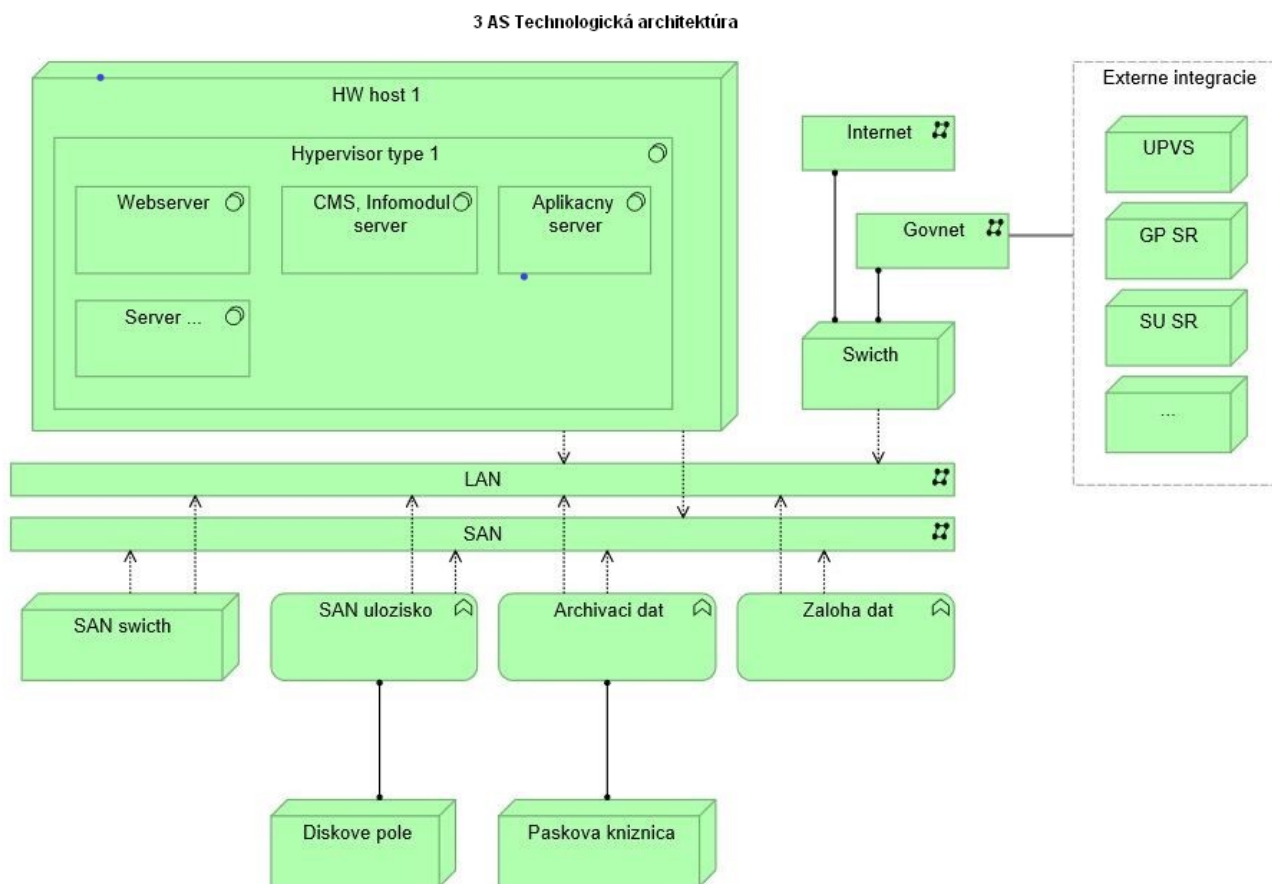 3 AS Technologická architektúra
HW host 1
Hypervisor type 1
Webserver
CMS, Infomodul
server
Aplikacny
server
Server ...
Internet
Govnet
Swicth
Externe integracie
UPVS
GP SR
SU SR
...
LAN
SAN
SAN swicth
SAN ulozisko
Archivaci dat
Zaloha dat
Diskove pole
Paskova kniznica